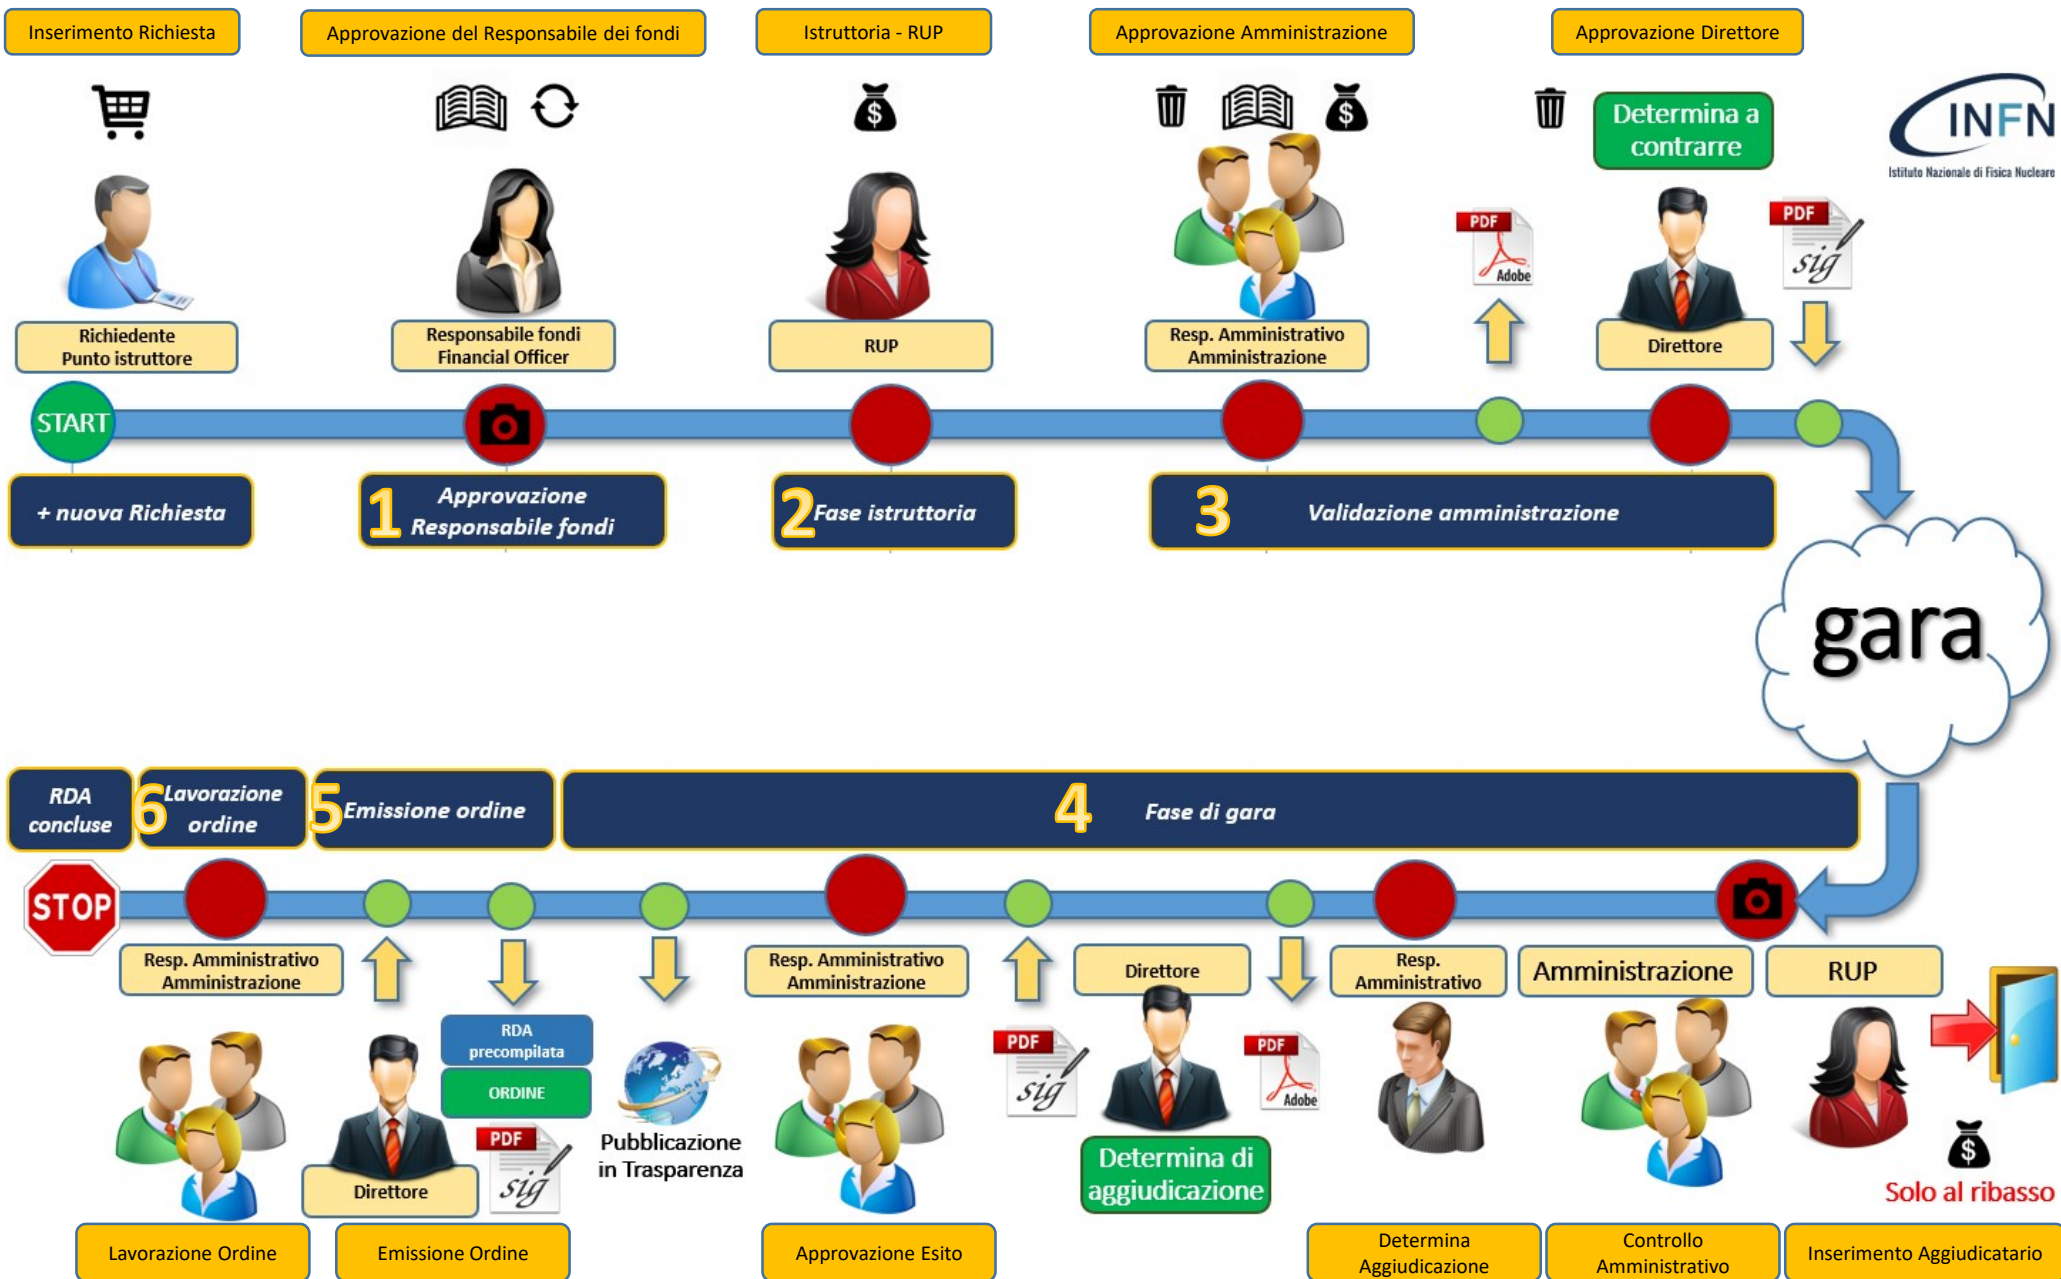 Inserimento Richiesta
Approvazione del Responsabile dei fondi
Istruttoria - RUP
Approvazione Amministrazione
Approvazione Direttore
Determina a
contrarre
INFN
Istituto Nazionale di Fisica Nucleare
PDF
Adobe
PDF
sig
Richiedente
Punto istruttore
Responsabile fondi
Financial Officer
RUP
Resp. Amministrativo
Amministrazione
Direttore
START
+ nuova Richiesta
1
Approvazione
Responsabile fondi
2
Fase istruttoria
3
Validazione amministrazione
gara
RDA
concluse
6
Lavorazione
ordine
5
Emissione ordine
4
Fase di gara
STOP
Resp. Amministrativo
Amministrazione
Resp. Amministrativo
Amministrazione
Direttore
Resp.
Amministrativo
Amministrazione
RUP
RDA
precompilata
ORDINE
PDF
sig
Pubblicazione
in Trasparenza
PDF
sig
PDF
Adobe
Direttore
Determina di
aggiudicazione
Solo al ribasso
Lavorazione Ordine
Emissione Ordine
Approvazione Esito
Determina
Aggiudicazione
Controllo
Amministrativo
Inserimento Aggiudicatario